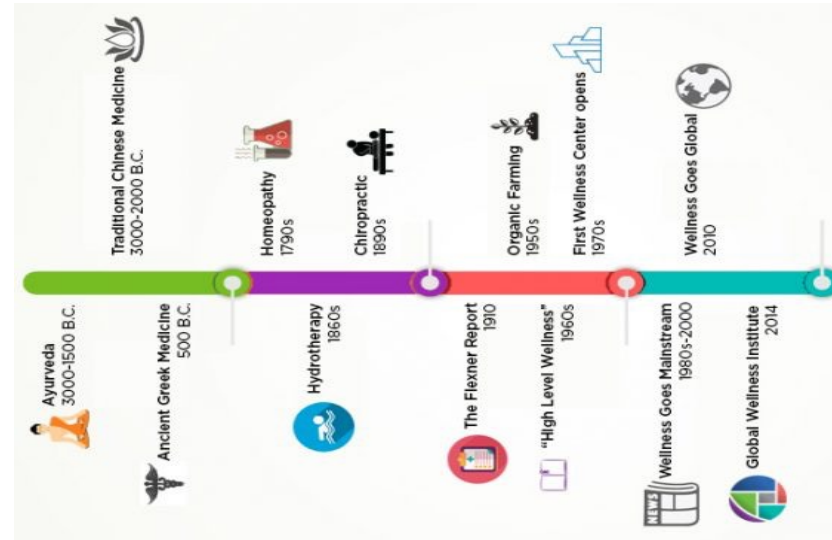 Ayurveda
3000-1500 B.C.
Traditional Chinese Medicine
3000-2000 B.C.
Ancient Greek Medicine
500 B.C.
Homeopathy
1790s
Hydrotherapy
1860s
Chiropractic
1890s
The Flexner Report
1910
Organic Farming
1950s
“High Level Wellness”
1960s
First Wellness Center opens
1970s
Wellness Goes Mainstream
1980s-2000
NEWS
Wellness Goes Global
2010
Global Wellness Institute
2014